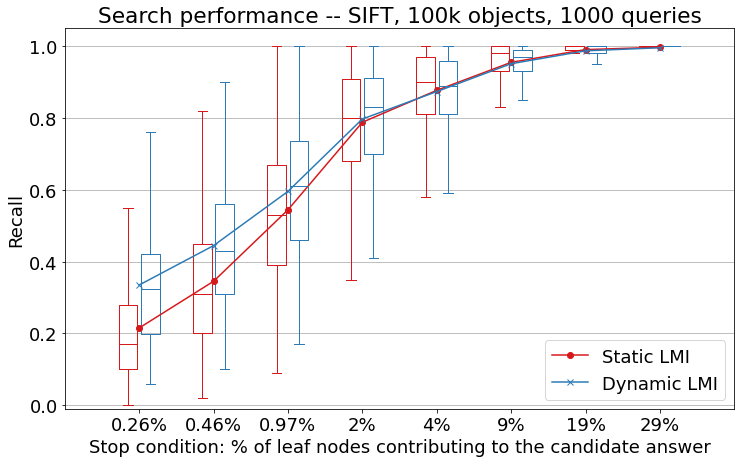 Search performance -- SIFT, 100k objects, 1000 queries
1.0
0.8
0.6
0.4
0.2
0.0
Recall
Static LMI
Dynamic LMI
0.26% 0.46% 0.97% 2% 4% 9% 19% 29%
Stop condition: % of leaf nodes contributing to the candidate answer